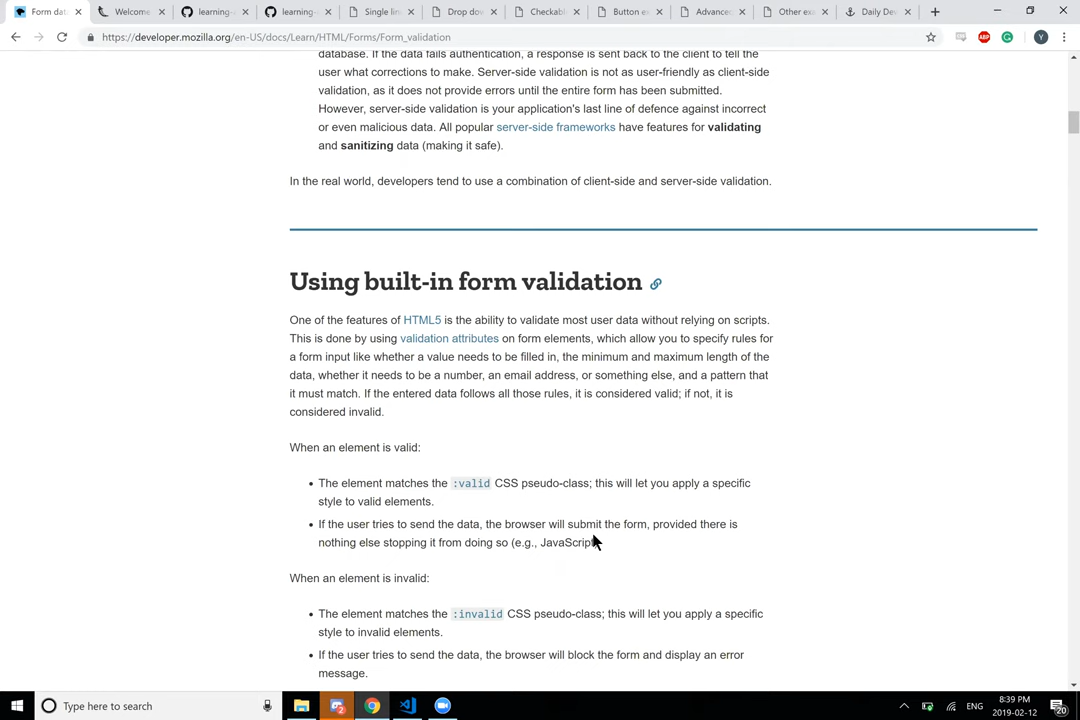 Form dat
Welcome
learning-
learning-
Single lin
Drop dow
Checkabl
Button ex
Advanced
Other exa
Daily Dev
https://developer.mozilla.org/en-US/docs/Learn/HTML/Forms/Form_validation
ABP
Y
database. If the data fails authentication, a response is sent back to the client to tell the
user what corrections to make. Server-side validation is not as user-friendly as client-side
validation, as it does not provide errors until the entire form has been submitted.
However, server-side validation is your application's last line of defence against incorrect
or even malicious data. All popular server-side frameworks have features for validating
and sanitizing data (making it safe).
In the real world, developers tend to use a combination of client-side and server-side validation.
Using built-in form validation
One of the features of HTML5 is the ability to validate most user data without relying on scripts.
This is done by using validation attributes on form elements, which allow you to specify rules for
a form input like whether a value needs to be filled in, the minimum and maximum length of the
data, whether it needs to be a number, an email address, or something else, and a pattern that
it must match. If the entered data follows all those rules, it is considered valid; if not, it is
considered invalid.
When an element is valid:
• The element matches the :valid CSS pseudo-class; this will let you apply a specific
style to valid elements.
• If the user tries to send the data, the browser will submit the form, provided there is
nothing else stopping it from doing so (e.g., JavaScript
When an element is invalid:
• The element matches the :invalid CSS pseudo-class; this will let you apply a specific
style to invalid elements.
• If the user tries to send the data, the browser will block the form and display an error
message.
Type here to search
2
ENG
8:39 PM
2019-02-12
20